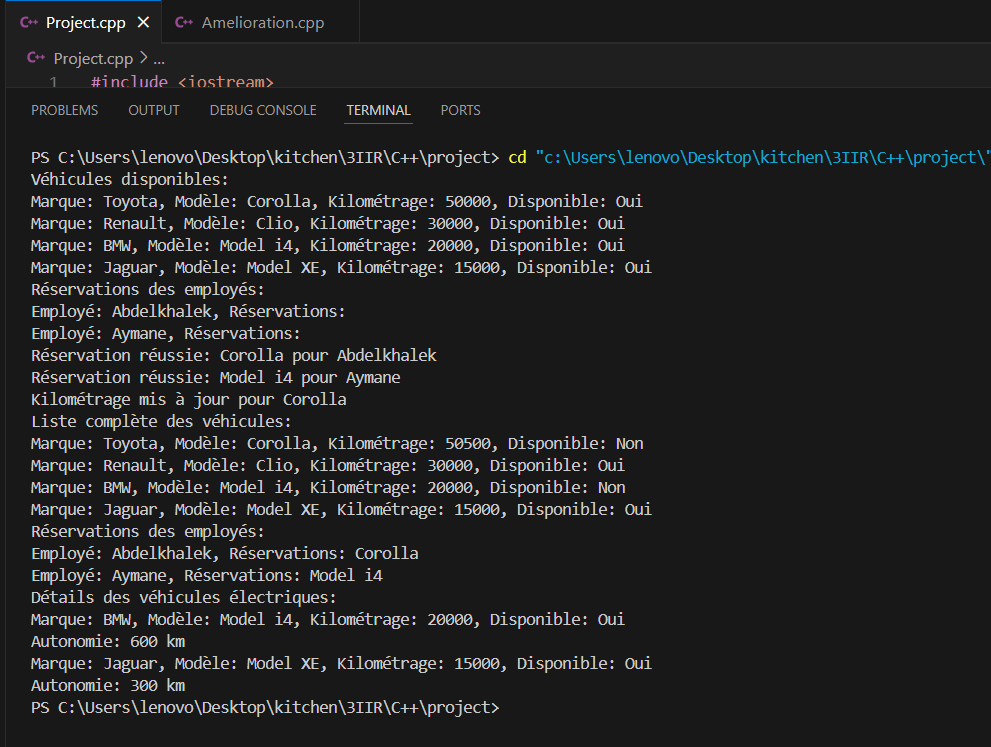 Project.cpp
Amelioration.cpp
Project.cpp > ...
1 #include <iostream>
PROBLEMS OUTPUT DEBUG CONSOLE TERMINAL PORTS
PS C:\Users\lenovo\Desktop\kitchen\3IIR\C++\project> cd "c:\Users\lenovo\Desktop\kitchen\3IIR\C++\project\"
Véhicules disponibles:
Marque: Toyota, Modèle: Corolla, Kilométrage: 50000, Disponible: Oui
Marque: Renault, Modèle: Clio, Kilométrage: 30000, Disponible: Oui
Marque: BMW, Modèle: Model i4, Kilométrage: 20000, Disponible: Oui
Marque: Jaguar, Modèle: Model XE, Kilométrage: 15000, Disponible: Oui
Réservations des employés:
Employé: Abdelkhalek, Réservations:
Employé: Aymane, Réservations:
Réservation réussie: Corolla pour Abdelkhalek
Réservation réussie: Model i4 pour Aymane
Kilométrage mis à jour pour Corolla
Liste complète des véhicules:
Marque: Toyota, Modèle: Corolla, Kilométrage: 50500, Disponible: Non
Marque: Renault, Modèle: Clio, Kilométrage: 30000, Disponible: Oui
Marque: BMW, Modèle: Model i4, Kilométrage: 20000, Disponible: Non
Marque: Jaguar, Modèle: Model XE, Kilométrage: 15000, Disponible: Oui
Réservations des employés:
Employé: Abdelkhalek, Réservations: Corolla
Employé: Aymane, Réservations: Model i4
Détails des véhicules électriques:
Marque: BMW, Modèle: Model i4, Kilométrage: 20000, Disponible: Oui
Autonomie: 600 km
Marque: Jaguar, Modèle: Model XE, Kilométrage: 15000, Disponible: Oui
Autonomie: 300 km
PS C:\Users\lenovo\Desktop\kitchen\3IIR\C++\project>